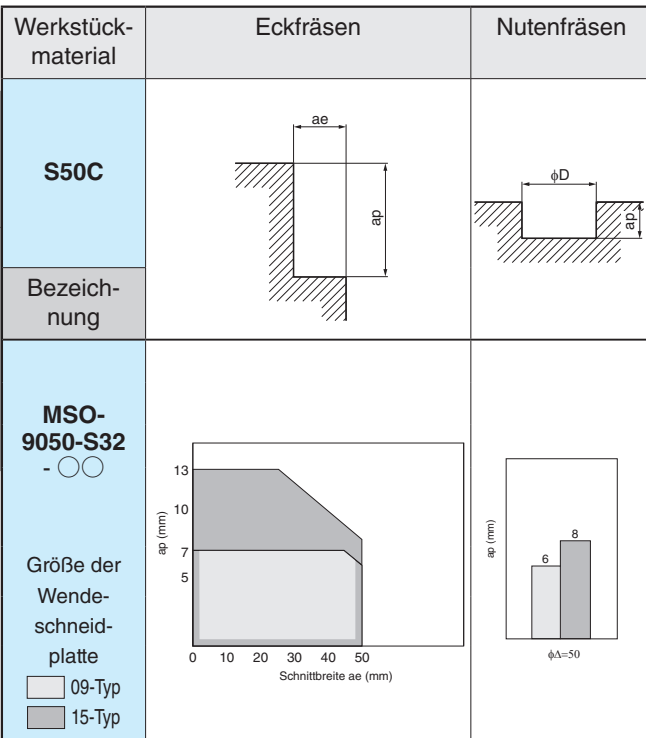 Werkstück-
material
Eckfräsen
Nutenfräsen
S50C
ae
ap
ϕD
ap
Bezeich-
nung
MSO-
9050-S32
- ○○
Größe der
Wende-
schneid-
platte
09-Typ
15-Typ
ap (mm)
13
10
7
5
0 10 20 30 40 50
Schnittbreite ae (mm)
ap (mm)
6
8
ϕΔ=50